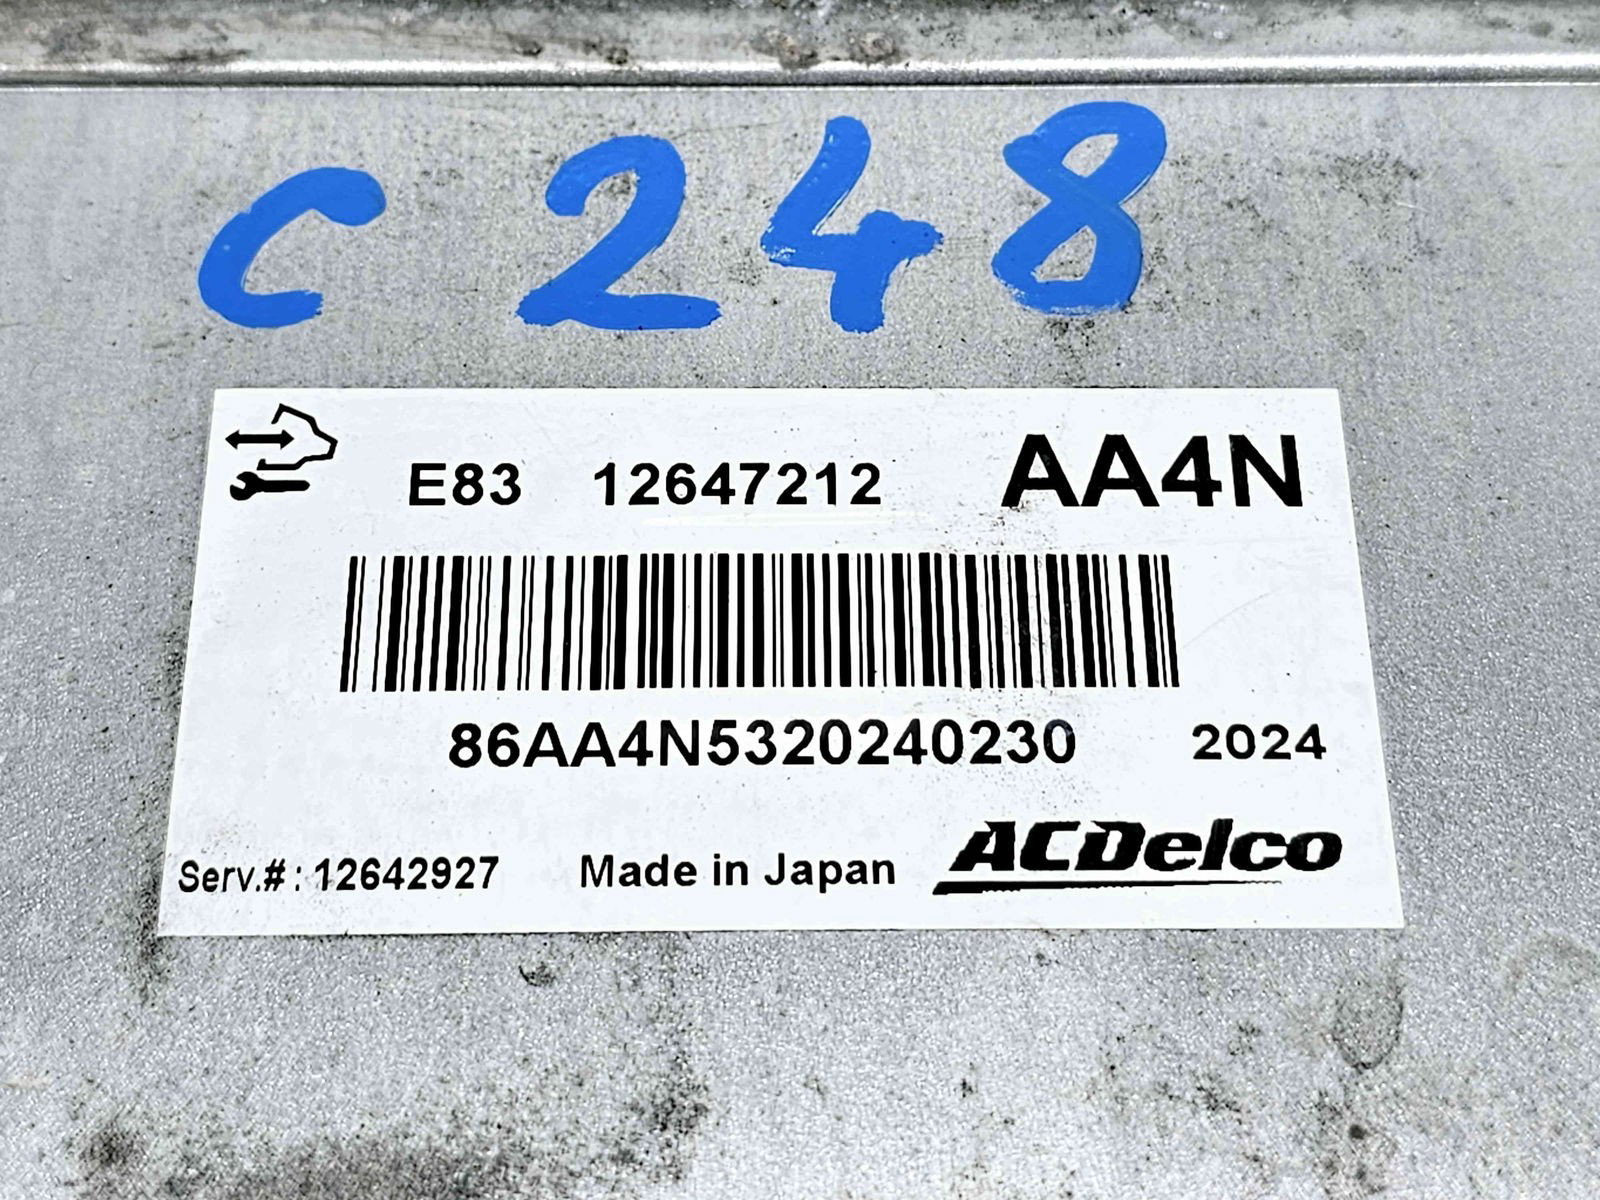 C 248
E83 12647212 AA4N
86AA4N5320240230 2024
Serv.#: 12642927 Made in Japan ACDelco